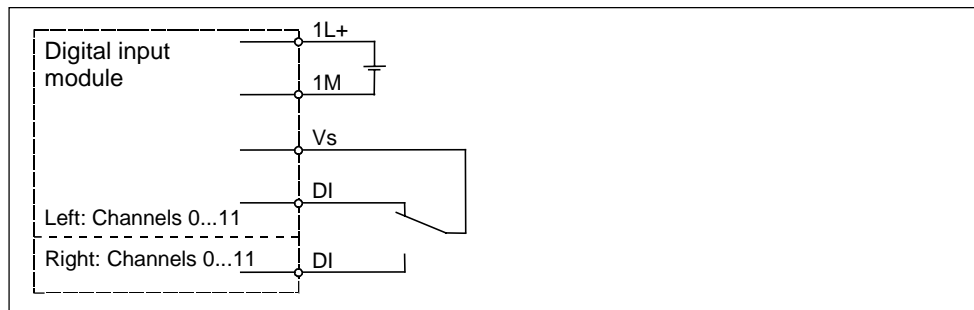 1L+
Digital input
module
1M
Vs
DI
Left: Channels 0...11
Right: Channels 0...11
DI